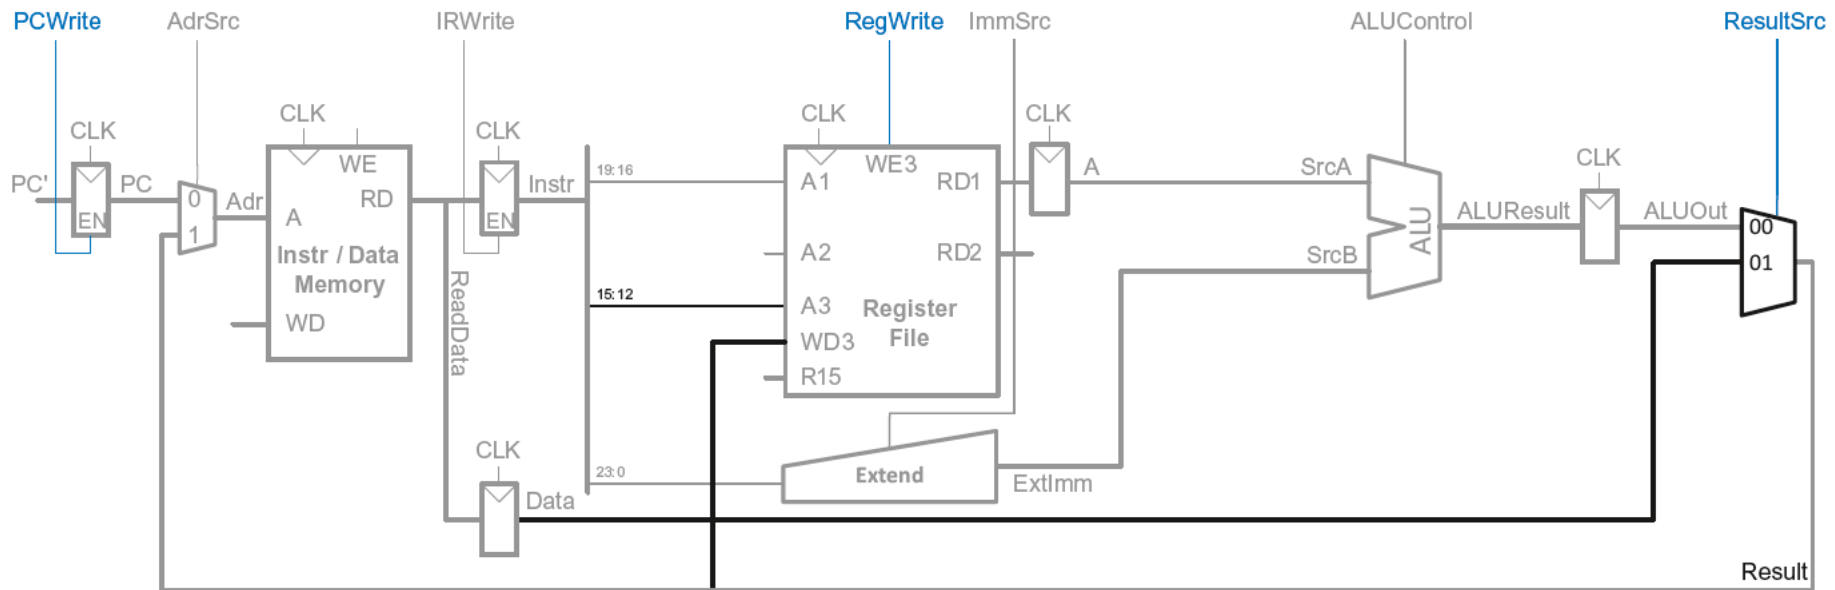 PCWrite AdrSrc IRWrite RegWrite ImmSrc ALUControl ResultSrc
CLK CLK CLK CLK CLK CLK CLK
PC' EN PC
0
1
Adr
WE
RD
A
Instr / Data
Memory
WD
EN
Instr
ReadData
19:16
15:12
23:0
A1
A2
A3
WD3
R15
WE3
RD1
RD2
Register
File
A
SrcA
SrcB
ALU
ALUResult
ALUOut
00
01
CLK
Data
Extend
ExtImm
Result